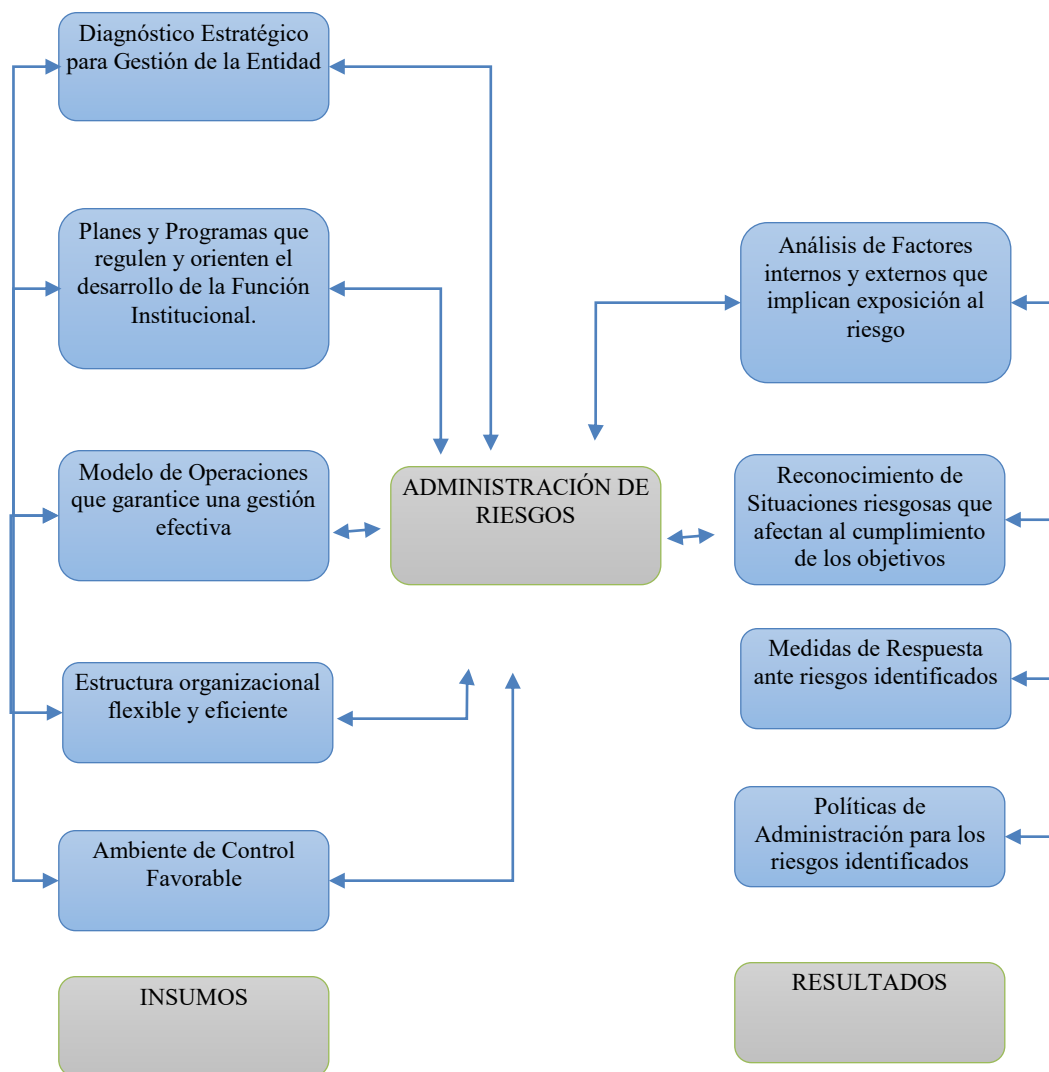 Diagnóstico Estratégico
para Gestión de la Entidad
Planes y Programas que
regulen y orienten el
desarrollo de la Función
Institucional.
Modelo de Operaciones
que garantice una gestión
efectiva
Estructura organizacional
flexible y eficiente
Ambiente de Control
Favorable
INSUMOS
ADMINISTRACIÓN DE
RIESGOS
Análisis de Factores
internos y externos que
implican exposición al
riesgo
Reconocimiento de
Situaciones riesgosas que
afectan al cumplimiento
de los objetivos
Medidas de Respuesta
ante riesgos identificados
Políticas de
Administración para los
riesgos identificados
RESULTADOS